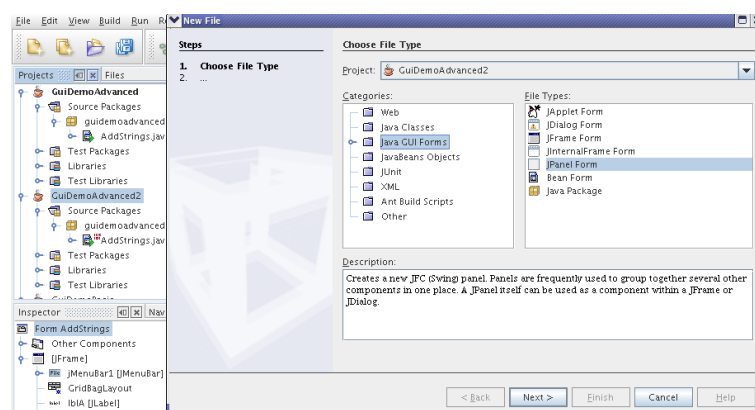 File Edit View Build Run R
New File
Steps
1. Choose File Type
2. ...
Choose File Type
Project: GuiDemoAdvanced2
Categories:
Web
Java Classes
Java GUI Forms
JavaBeans Objects
JUnit
XML
Ant Build Scripts
Other
File Types:
JApplet Form
JDialog Form
JFrame Form
JInternalFrame Form
JPanel Form
Bean Form
Java Package
Description:
Creates a new JFC (Swing) panel. Panels are frequently used to group together several other
components in one place. A JPanel itself can be used as a component within a JFrame or
JDialog.
< Back Next > Finish Cancel Help
Projects Files
GuiDemoAdvanced
Source Packages
guidemoadvanced
AddStrings.jav
Test Packages
Libraries
Test Libraries
GuiDemoAdvanced2
Source Packages
guidemoadvanced
AddStrings.jav
Test Packages
Libraries
Test Libraries
Inspector Nav
Form AddStrings
Other Components
[JFrame]
jMenuBar1 [JMenuBar]
GridBagLayout
lblA [JLabel]